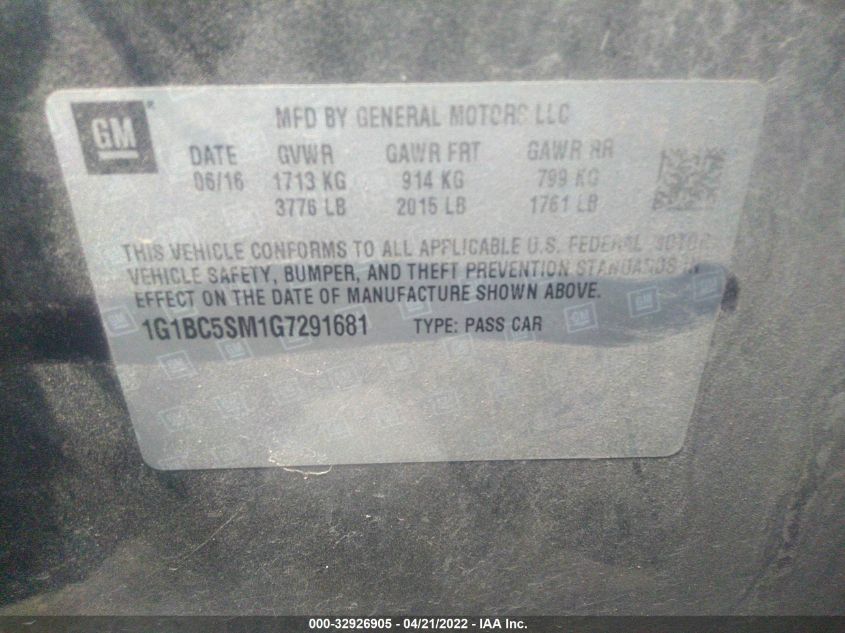 GM
MFD BY GENERAL MOTORS LLC
DATE GVWR GAWR FRT GAWR RR
06/16 1713 KG 914 KG 799 KG
3776 LB 2015 LB 1761 LB
THIS VEHICLE CONFORMS TO ALL APPLICABLE U.S. FEDERAL MOTOR
VEHICLE SAFETY, BUMPER, AND THEFT PREVENTION STANDARDS IN
EFFECT ON THE DATE OF MANUFACTURE SHOWN ABOVE.
1G1BC5SM1G7291681 TYPE: PASS CAR
000-32926905 - 04/21/2022 - IAA Inc.